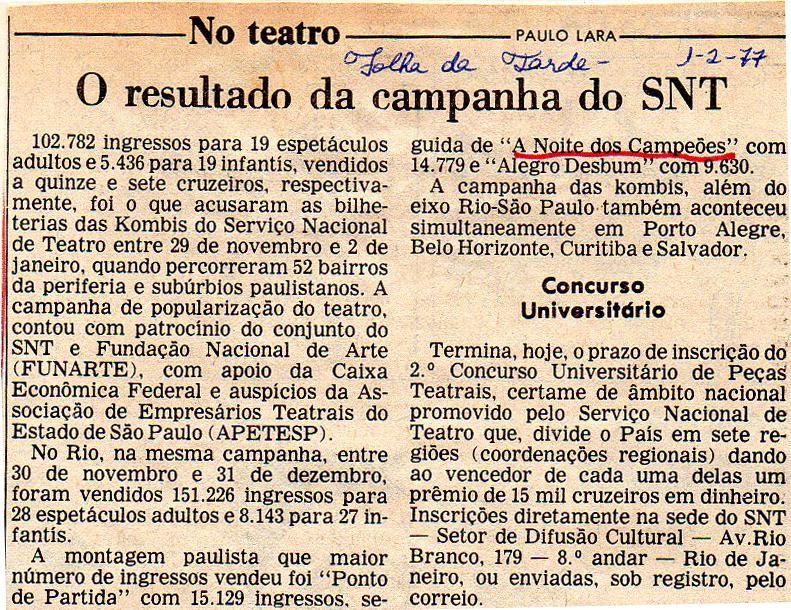 No teatro
PAULO LARA
Folha da Tarde - 1-2-77
O resultado da campanha do SNT
102.782 ingressos para 19 espetáculos
adultos e 5.436 para 19 infantís, vendidos
a quinze e sete cruzeiros, respectiva-
mente, foi o que acusaram as bilhe-
terias das Kombis do Serviço Nacional
de Teatro entre 29 de novembro e 2 de
janeiro, quando percorreram 52 bairros
da periferia e subúrbios paulistanos. A
campanha de popularização do teatro,
contou com patrocínio do conjunto do
SNT e Fundação Nacional de Arte
(FUNARTE), com apoio da Caixa
Econômica Federal e auspícios da As-
sociação de Empresários Teatrais do
Estado de São Paulo (APETESP).
No Rio, na mesma campanha, entre
30 de novembro e 31 de dezembro,
foram vendidos 151.226 ingressos para
28 espetáculos adultos e 8.143 para 27 in-
fantís.
A montagem paulista que maior
número de ingressos vendeu foi "Ponto
de Partida" com 15.129 ingressos, se-
guida de "A Noite dos Campeões" com
14.779 e "Alegro Desbum" com 9.630.
A campanha das kombis, além do
eixo Rio-São Paulo também aconteceu
simultaneamente em Porto Alegre,
Belo Horizonte, Curitiba e Salvador.
Concurso
Universitário
Termina, hoje, o prazo de inscrição do
2.º Concurso Universitário de Peças
Teatrais, certame de âmbito nacional
promovido pelo Serviço Nacional de
Teatro que, divide o País em sete re-
giões (coordenações regionais) dando
ao vencedor de cada uma delas um
prêmio de 15 mil cruzeiros em dinheiro.
Inscrições diretamente na sede do SNT
— Setor de Difusão Cultural — Av.Rio
Branco, 179 — 8.º andar — Rio de Ja-
neiro, ou enviadas, sob registro, pelo
correio.